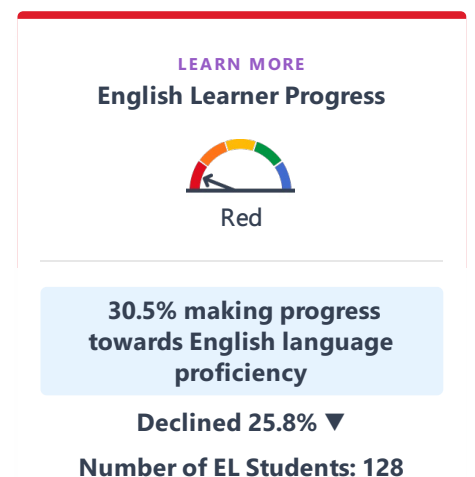 LEARN MORE
English Learner Progress
Red
30.5% making progress
towards English language
proficiency
Declined 25.8% ▼
Number of EL Students: 128